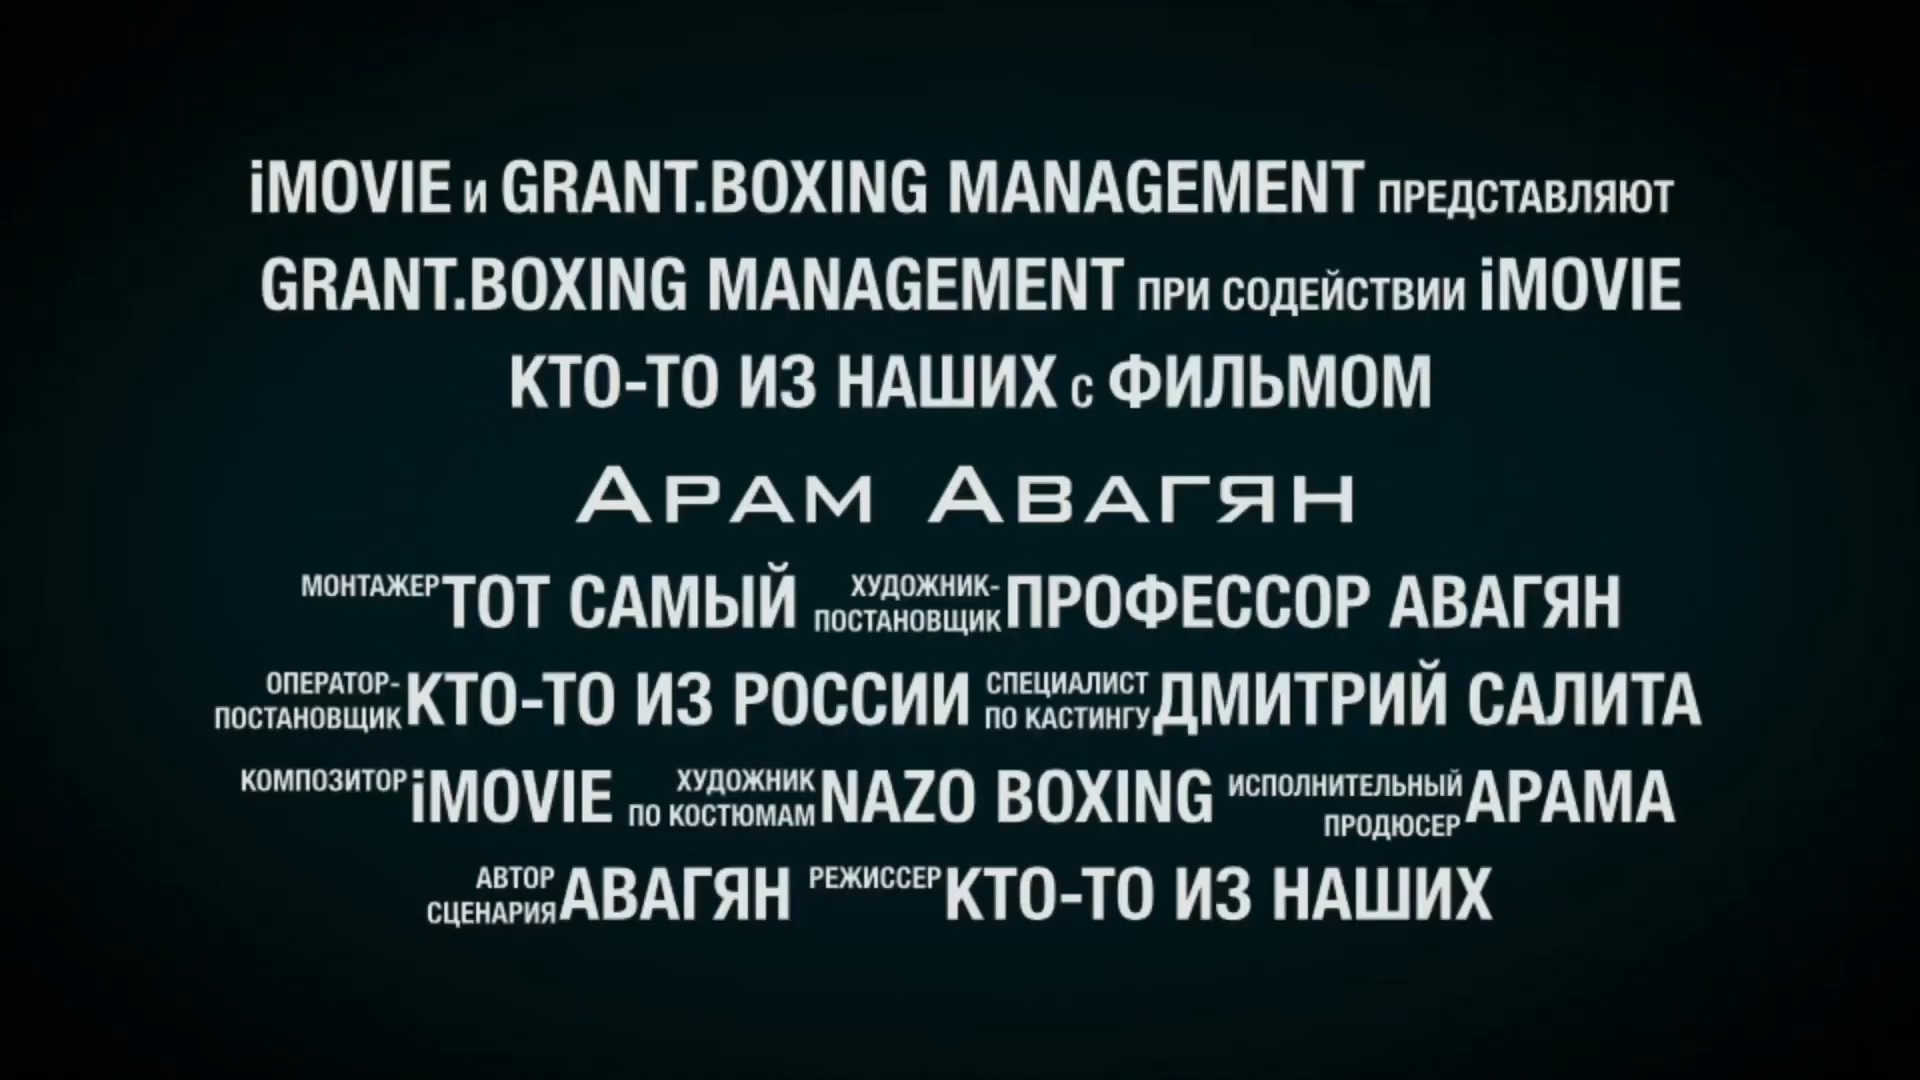 iMOVIE и GRANT.BOXING MANAGEMENT ПРЕДСТАВЛЯЮТ
GRANT.BOXING MANAGEMENT ПРИ СОДЕЙСТВИИ iMOVIE
КТО-ТО ИЗ НАШИХ С ФИЛЬМОМ
АРАМ АВАГЯН
МОНТАЖЕР ТОТ САМЫЙ ХУДОЖНИК-ПОСТАНОВЩИК ПРОФЕССОР АВАГЯН
ОПЕРАТОР-ПОСТАНОВЩИК КТО-ТО ИЗ РОССИИ СПЕЦИАЛИСТ ПО КАСТИНГУ ДМИТРИЙ САЛИТА
КОМПОЗИТОР iMOVIE ХУДОЖНИК ПО КОСТЮМАМ NAZO BOXING ИСПОЛНИТЕЛЬНЫЙ ПРОДЮСЕР АРАМА
АВТОР СЦЕНАРИЯ АВАГЯН РЕЖИССЕР КТО-ТО ИЗ НАШИХ